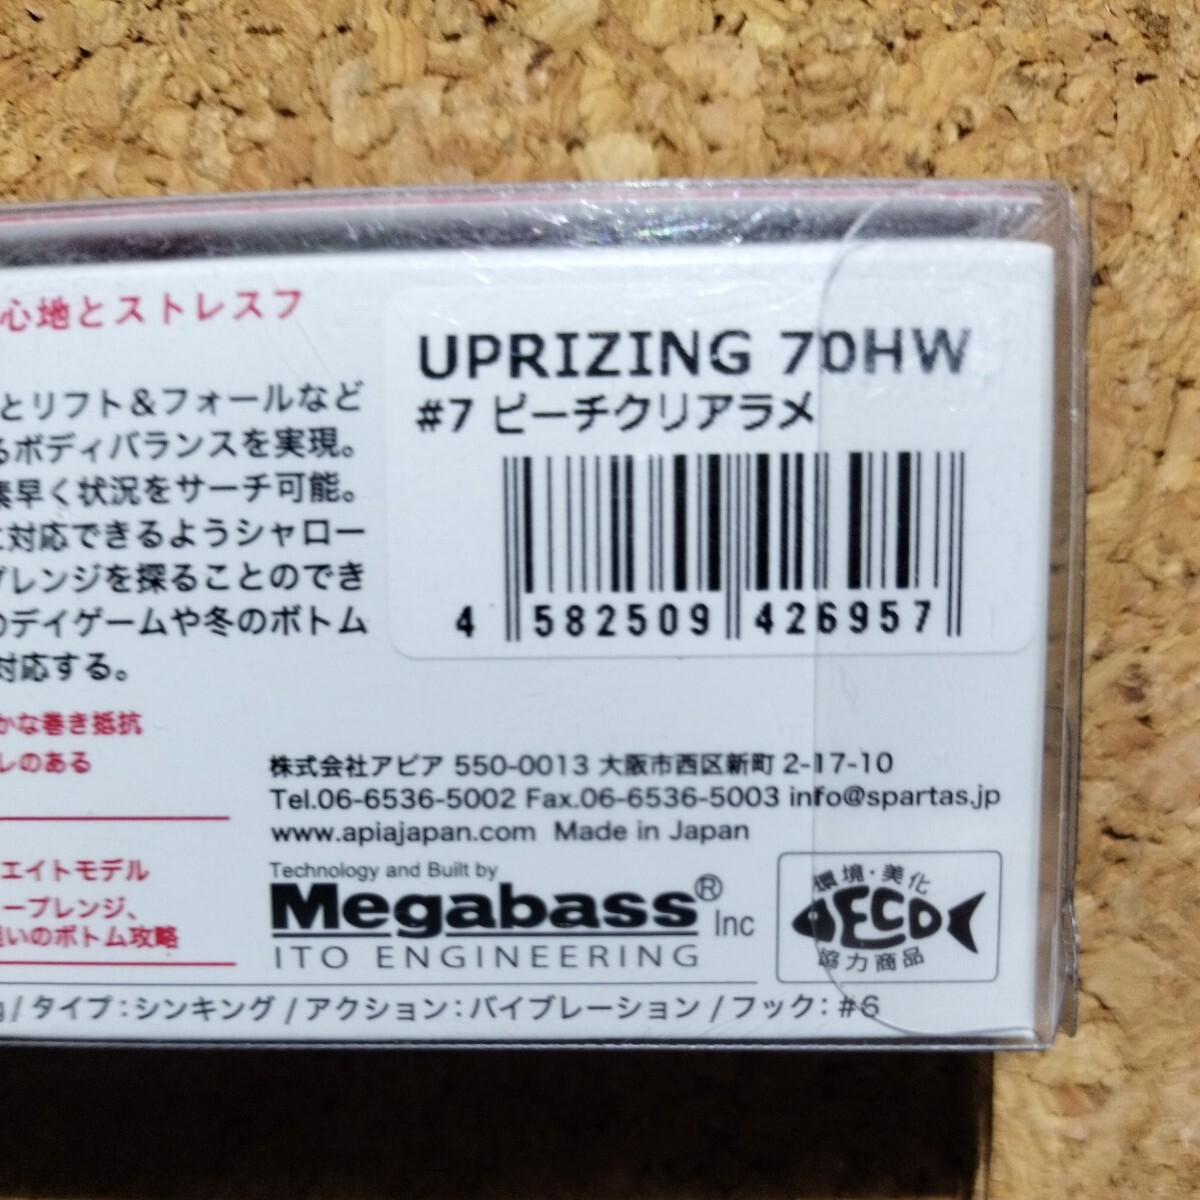 心地とストレスフ
とリフト＆フォールなど
るボディバランスを実現。
素早く状況をサーチ可能。
に対応できるようシャロー
プレンジを探ることのでき
のデイゲームや冬のボトム
対応する。
かな巻き抵抗
レのある
エイトモデル
ープレンジ、
狙いのボトム攻略
UPRIZING 70HW
#7 ピーチクリアラメ
4 582509 426957
株式会社アピア 550-0013 大阪市西区新町 2-17-10
Tel.06-6536-5002 Fax.06-6536-5003 info@spartas.jp
www.apiajapan.com Made in Japan
Technology and Built by
Megabass® Inc
ITO ENGINEERING
環境・美化
ECO
協力商品
g / タイプ：シンキング / アクション：バイブレーション / フック：#6